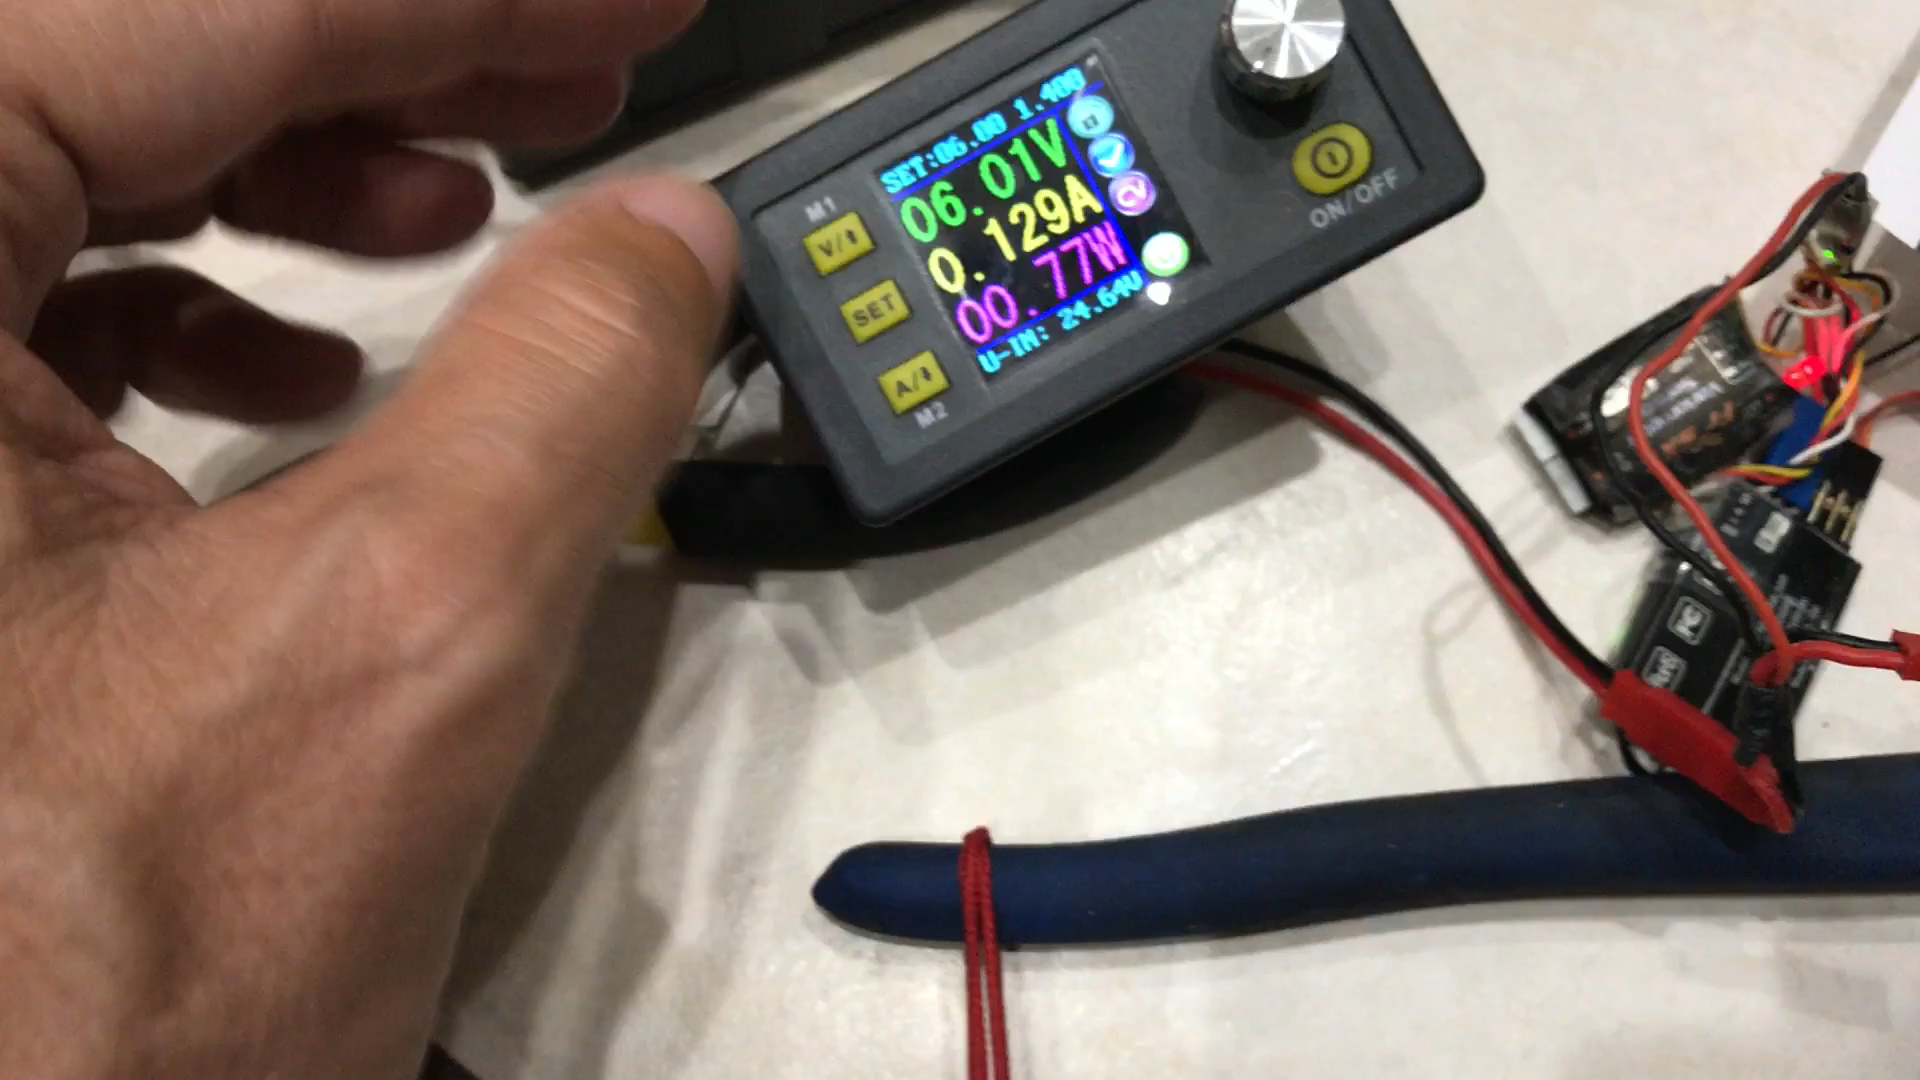 SET:06.00 1.400
06.01V
0.129A
00.77W
U-IN: 24.64V
CV
M1
V/⬆
SET
A/⬇
M2
ON/OFF